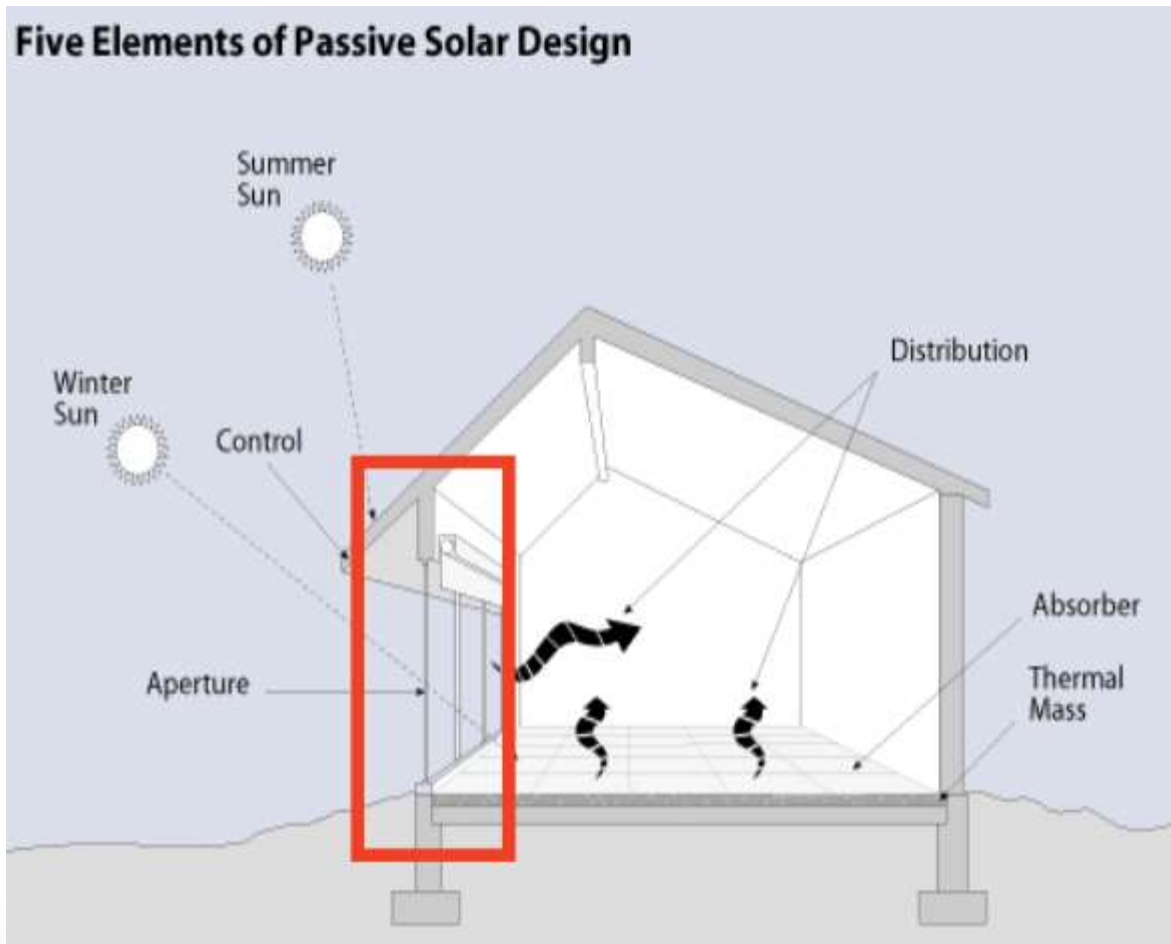 Five Elements of Passive Solar Design
Summer
Sun
Winter
Sun
Control
Distribution
Aperture
Absorber
Thermal
Mass